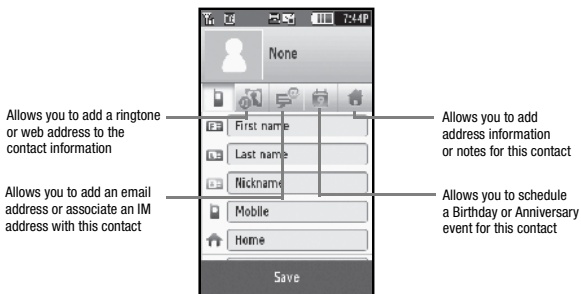 7:44P
None
Allows you to add a ringtone
or web address to the
contact information
Allows you to add
address information
or notes for this contact
First name
Last name
Nickname
Allows you to add an email
address or associate an IM
address with this contact
Allows you to schedule
a Birthday or Anniversary
event for this contact
Mobile
Home
Save